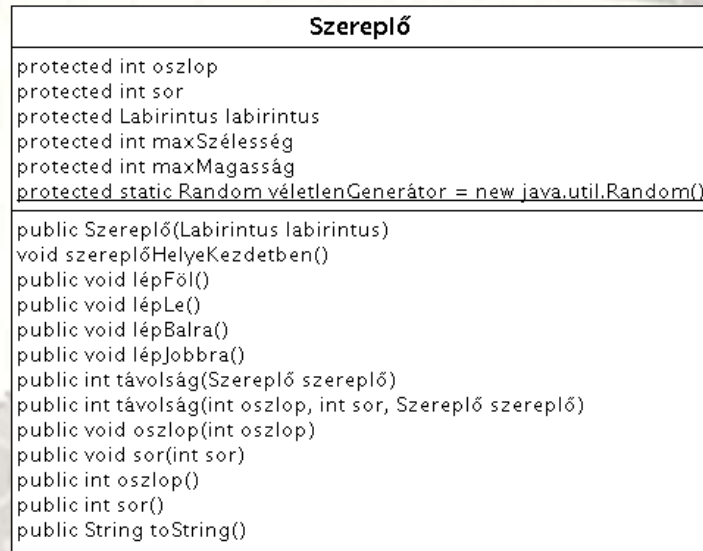 Szereplő
protected int oszlop
protected int sor
protected Labirintus labirintus
protected int maxSzélesség
protected int maxMagasság
protected static Random véletlenGenerátor = new java.util.Random()
public Szereplő(Labirintus labirintus)
void szereplőHelyeKezdetben()
public void lépFöl()
public void lépLe()
public void lépBalra()
public void lépJobbra()
public int távolság(Szereplő szereplő)
public int távolság(int oszlop, int sor, Szereplő szereplő)
public void oszlop(int oszlop)
public void sor(int sor)
public int oszlop()
public int sor()
public String toString()